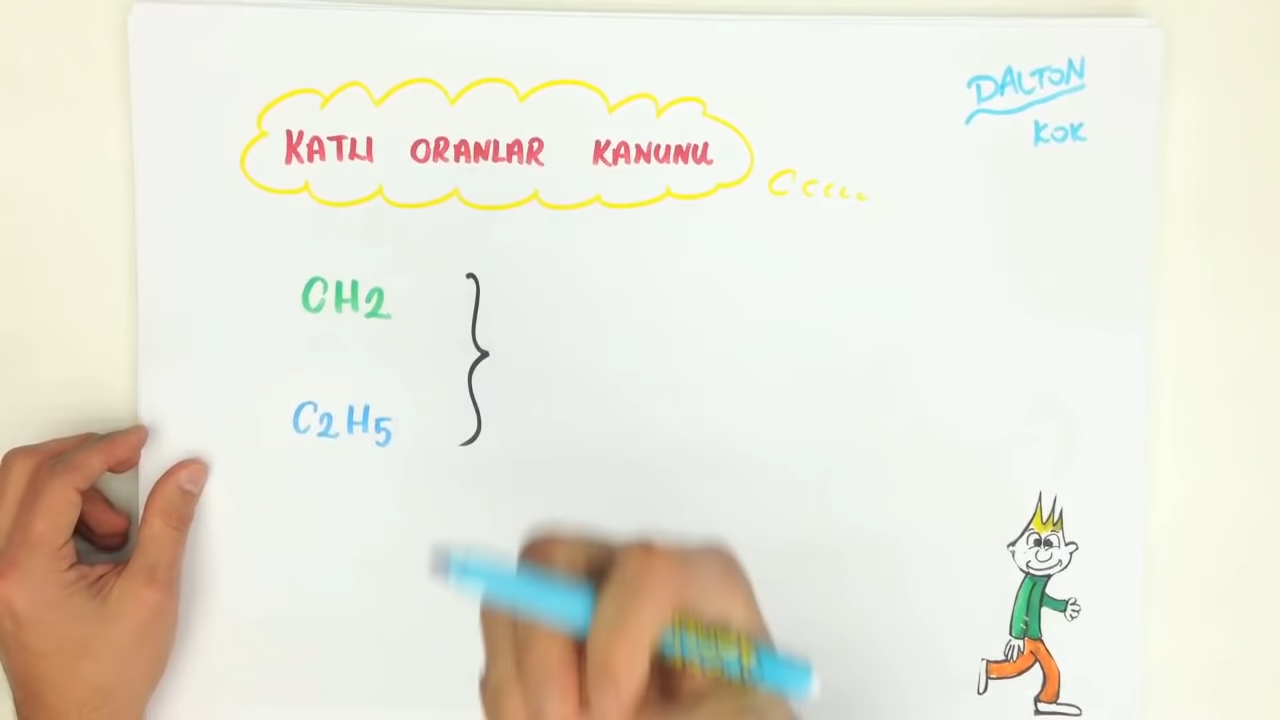 KATLI ORANLAR KANUNU
DALTON
KOK
CH2
C2H5